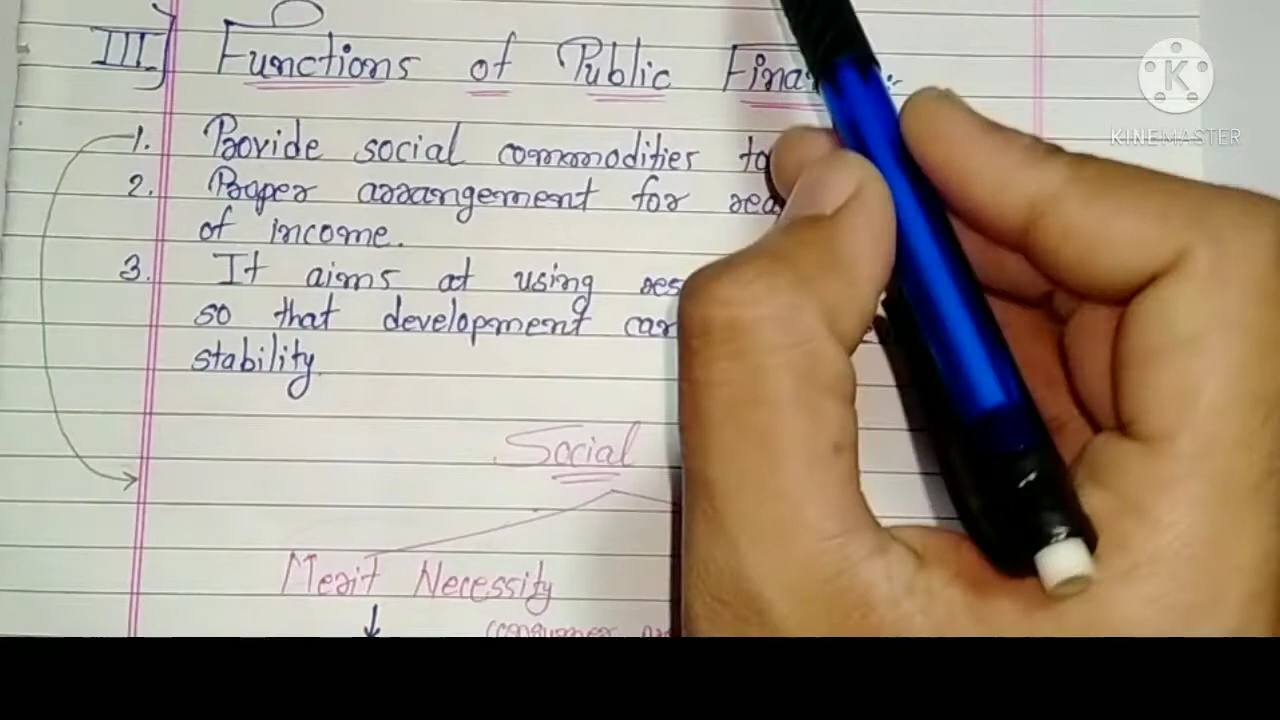 III] Functions of Public Fina
1. Provide social commodities to
2. Proper arrangement for rea
of income.
3. It aims at using res
so that development can
stability
Social
Merit Necessity
KINEMASTER